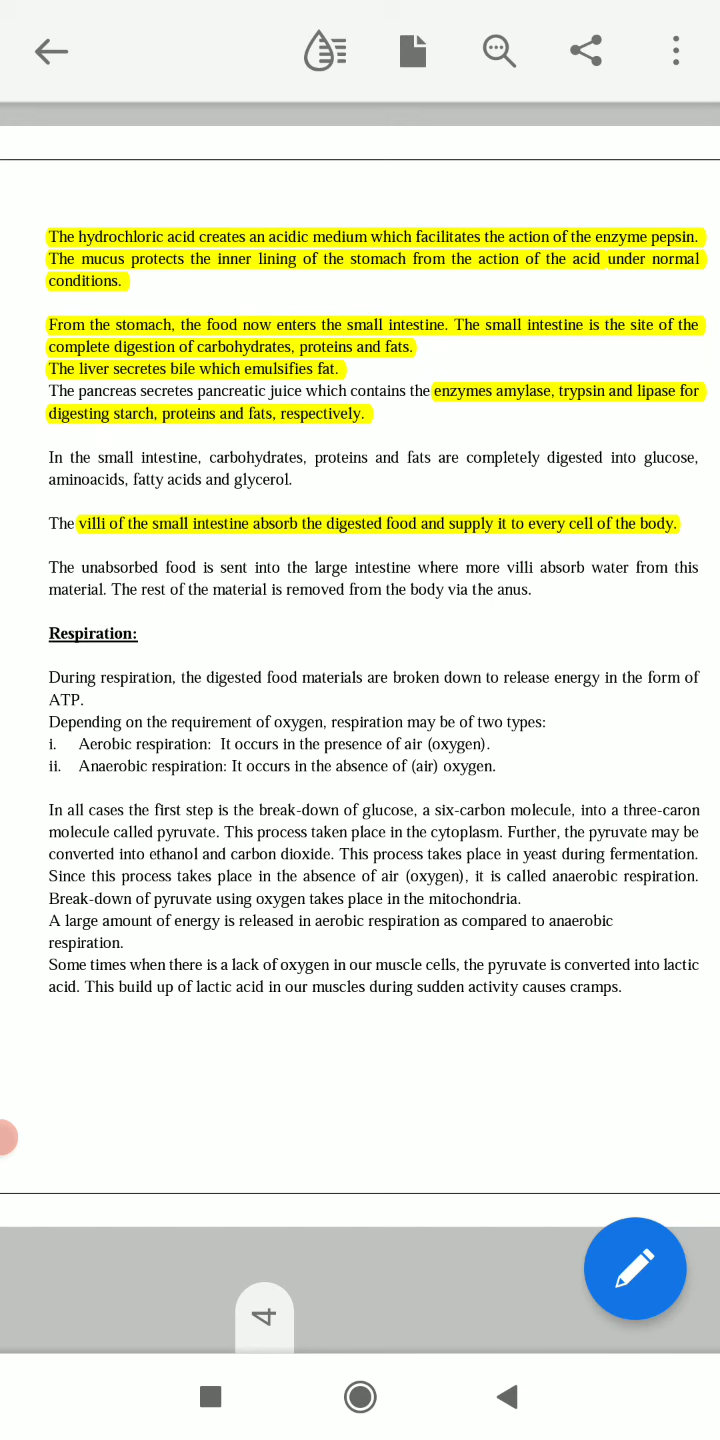 The hydrochloric acid creates an acidic medium which facilitates the action of the enzyme pepsin.
The mucus protects the inner lining of the stomach from the action of the acid under normal
conditions.
From the stomach, the food now enters the small intestine. The small intestine is the site of the
complete digestion of carbohydrates, proteins and fats.
The liver secretes bile which emulsifies fat.
The pancreas secretes pancreatic juice which contains the enzymes amylase, trypsin and lipase for
digesting starch, proteins and fats, respectively.
In the small intestine, carbohydrates, proteins and fats are completely digested into glucose,
aminoacids, fatty acids and glycerol.
The villi of the small intestine absorb the digested food and supply it to every cell of the body.
The unabsorbed food is sent into the large intestine where more villi absorb water from this
material. The rest of the material is removed from the body via the anus.
Respiration:
During respiration, the digested food materials are broken down to release energy in the form of
ATP.
Depending on the requirement of oxygen, respiration may be of two types:
i. Aerobic respiration: It occurs in the presence of air (oxygen).
ii. Anaerobic respiration: It occurs in the absence of (air) oxygen.
In all cases the first step is the break-down of glucose, a six-carbon molecule, into a three-caron
molecule called pyruvate. This process taken place in the cytoplasm. Further, the pyruvate may be
converted into ethanol and carbon dioxide. This process takes place in yeast during fermentation.
Since this process takes place in the absence of air (oxygen), it is called anaerobic respiration.
Break-down of pyruvate using oxygen takes place in the mitochondria.
A large amount of energy is released in aerobic respiration as compared to anaerobic
respiration.
Some times when there is a lack of oxygen in our muscle cells, the pyruvate is converted into lactic
acid. This build up of lactic acid in our muscles during sudden activity causes cramps.
4